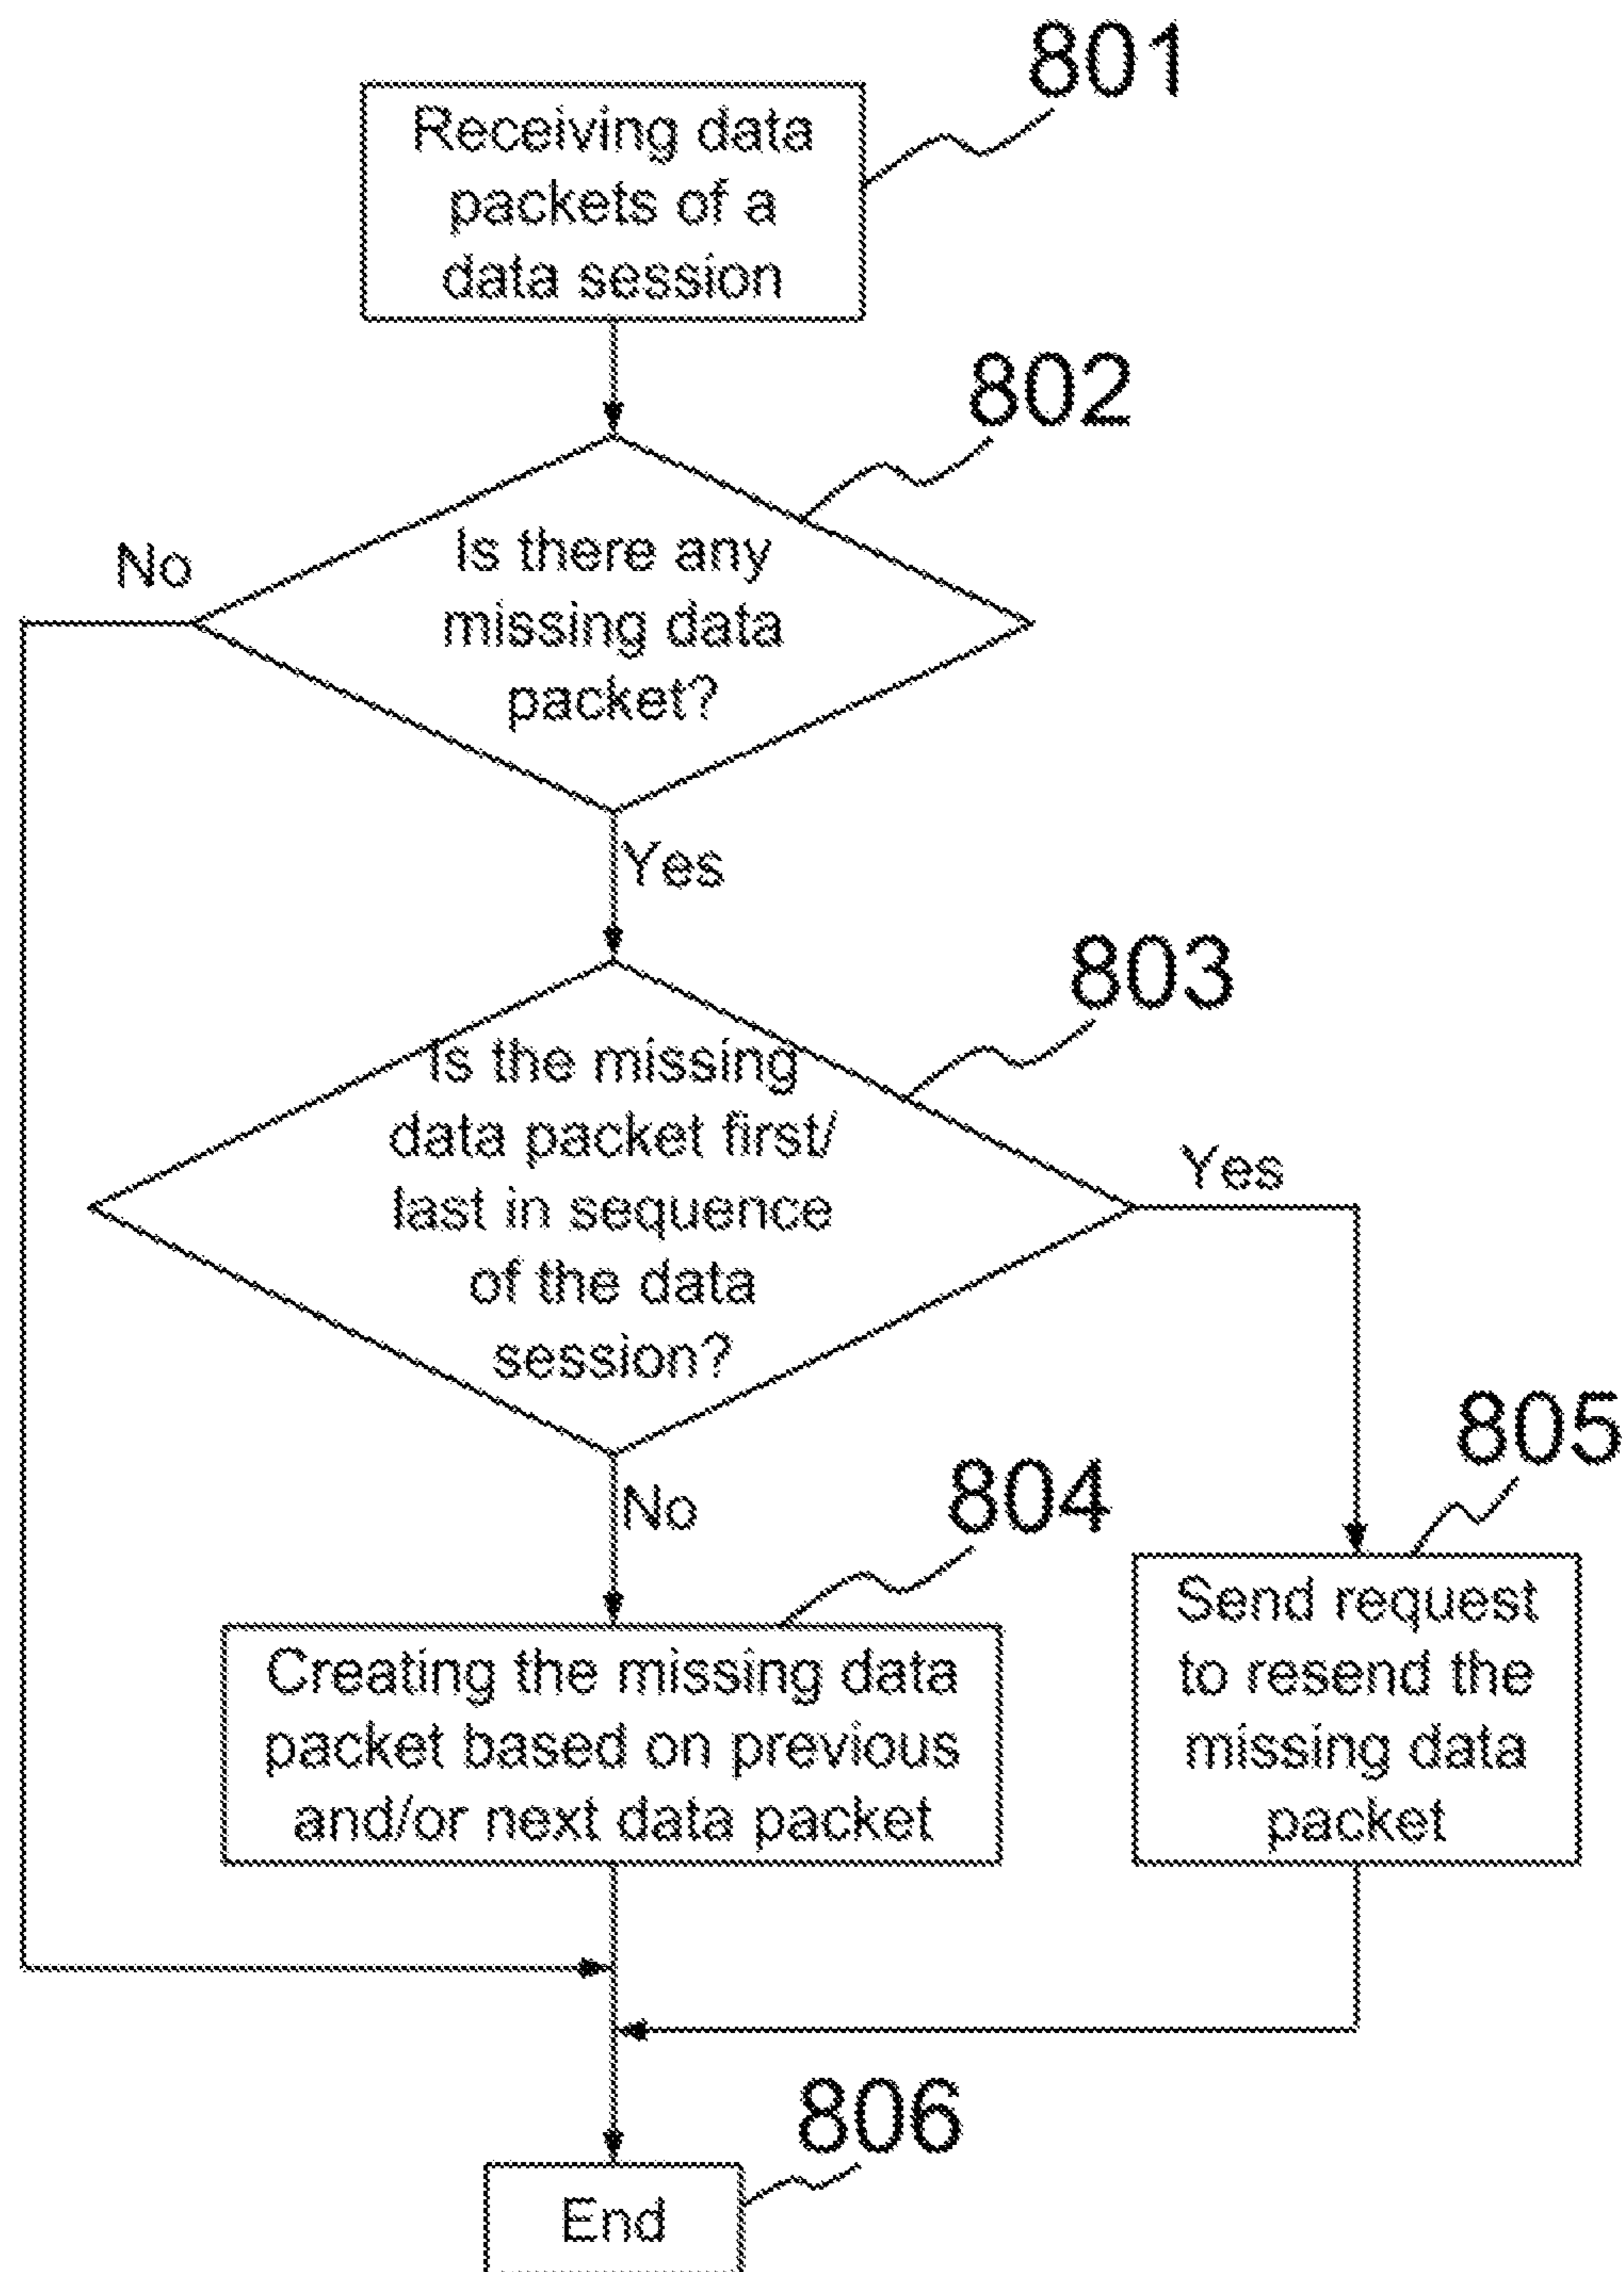 801
Receiving data
packets of a
data session
802
Is there any
missing data
packet?
No
Yes
803
Is the missing
data packet first/
last in sequence
of the data
session?
Yes
No
804
805
Creating the missing data
packet based on previous
and/or next data packet
Send request
to resend the
missing data
packet
806
End